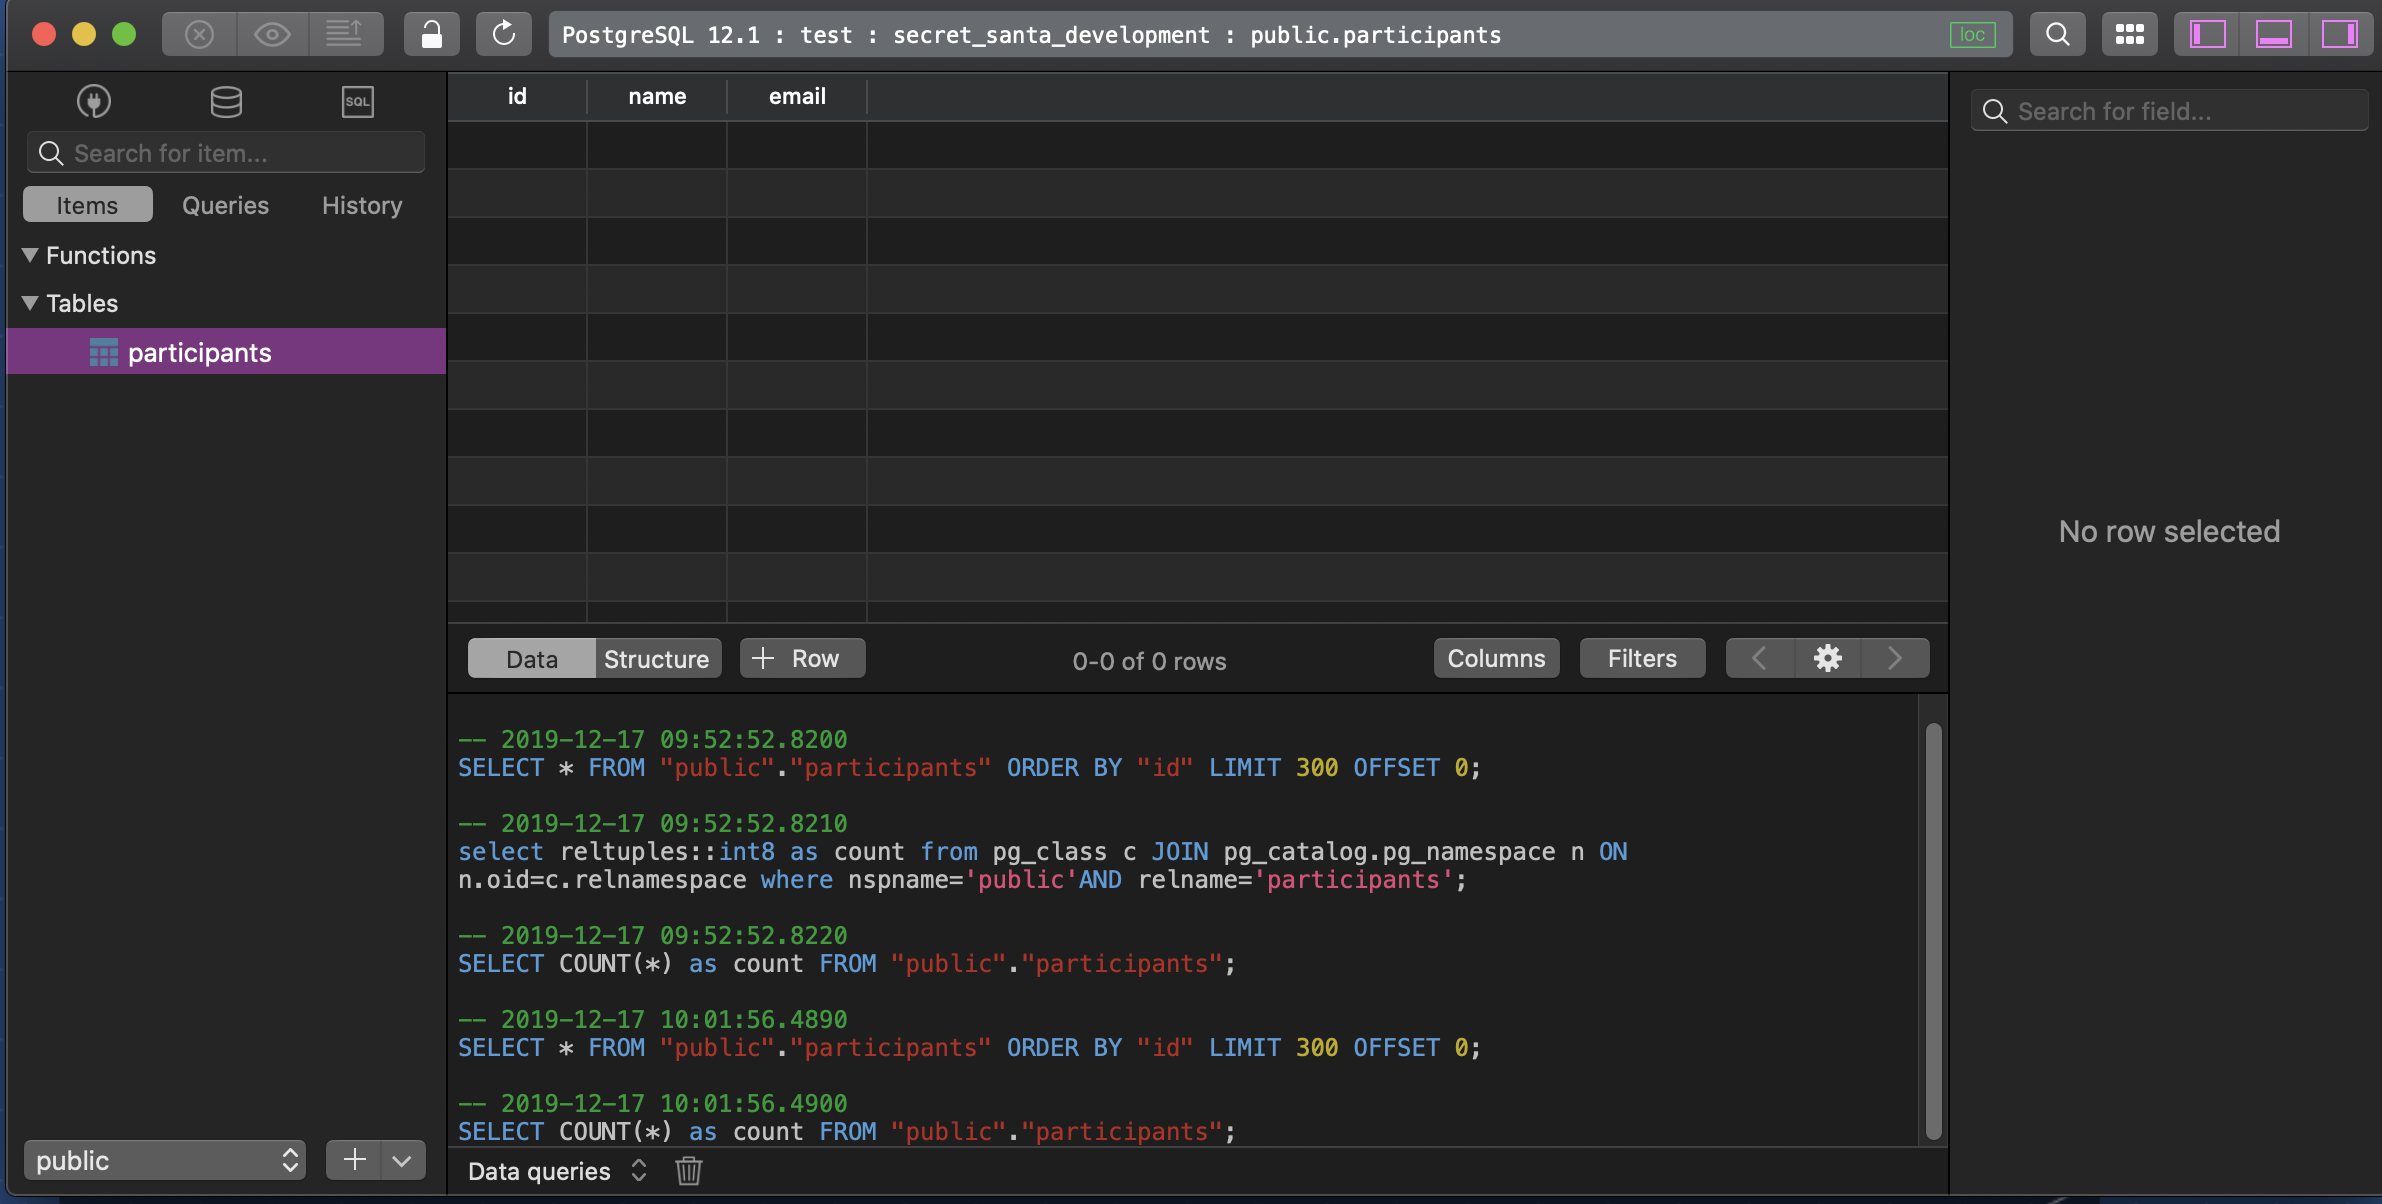 PostgreSQL 12.1 : test : secret_santa_development : public.participants
loc
SQL
Search for item...
Items Queries History
Functions
Tables
participants
public
id name email
Data Structure Row 0-0 of 0 rows Columns Filters
-- 2019-12-17 09:52:52.8200
SELECT * FROM "public"."participants" ORDER BY "id" LIMIT 300 OFFSET 0;
-- 2019-12-17 09:52:52.8210
select reltuples::int8 as count from pg_class c JOIN pg_catalog.pg_namespace n ON
n.oid=c.relnamespace where nspname='public'AND relname='participants';
-- 2019-12-17 09:52:52.8220
SELECT COUNT(*) as count FROM "public"."participants";
-- 2019-12-17 10:01:56.4890
SELECT * FROM "public"."participants" ORDER BY "id" LIMIT 300 OFFSET 0;
-- 2019-12-17 10:01:56.4900
SELECT COUNT(*) as count FROM "public"."participants";
Data queries
Search for field...
No row selected